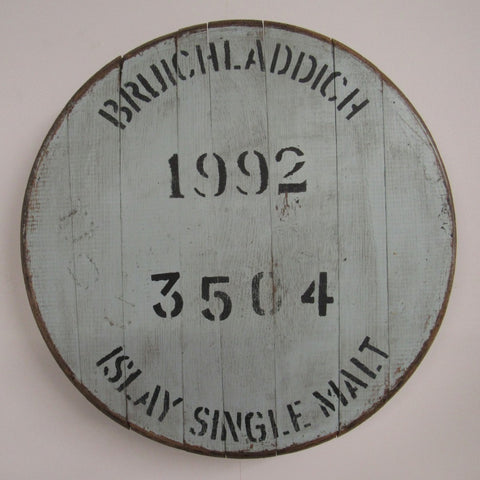 BRUICHLADDICH
1992
3504
ISLAY SINGLE MALT